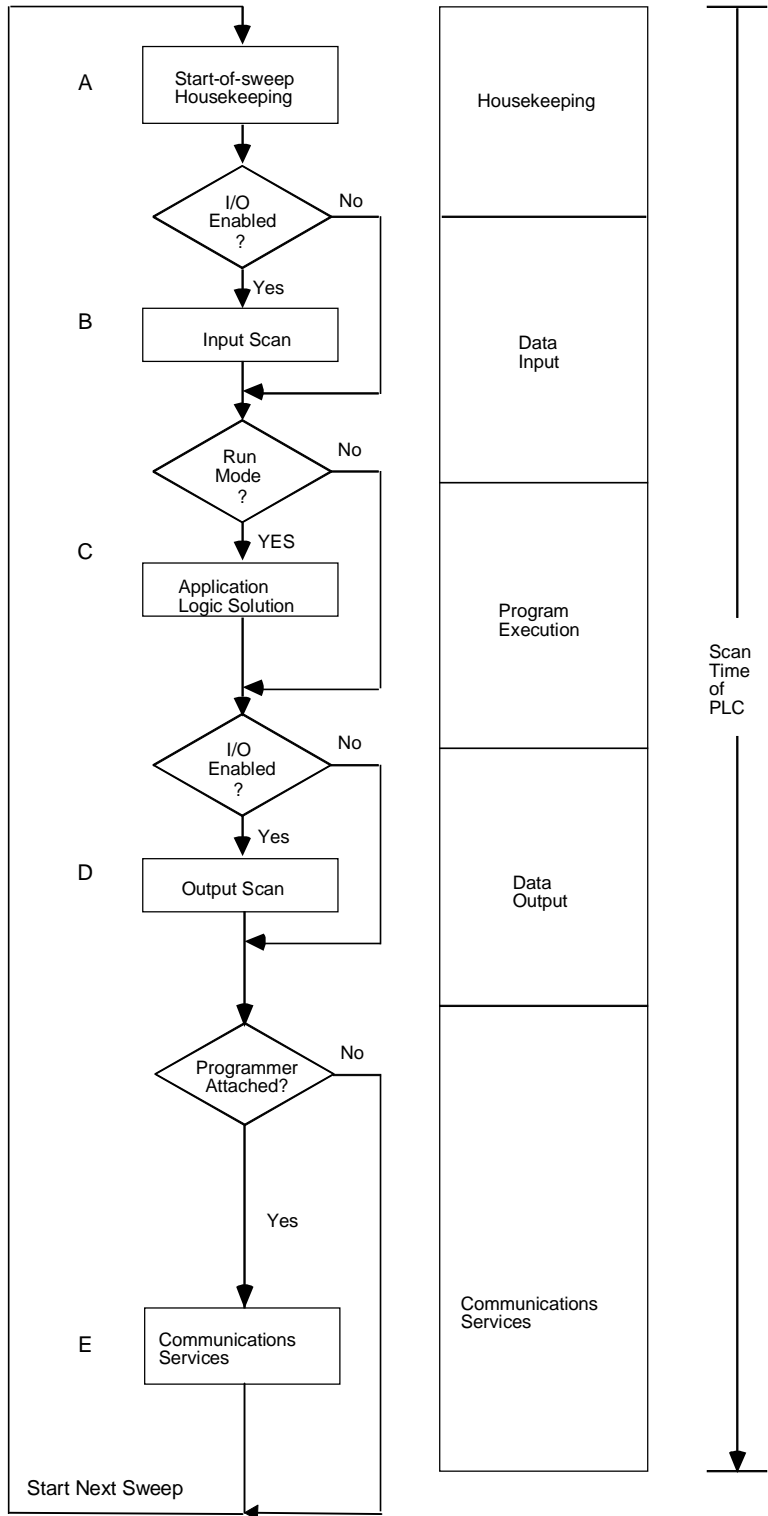 A
Start-of-sweep
Housekeeping
Housekeeping
I/O
Enabled
?
No
Yes
B
Input Scan
Data
Input
Run
Mode
?
No
YES
C
Application
Logic Solution
Program
Execution
Scan
Time
of
PLC
I/O
Enabled
?
No
Yes
D
Output Scan
Data
Output
Programmer
Attached?
No
Yes
E
Communications
Services
Communications
Services
Start Next Sweep